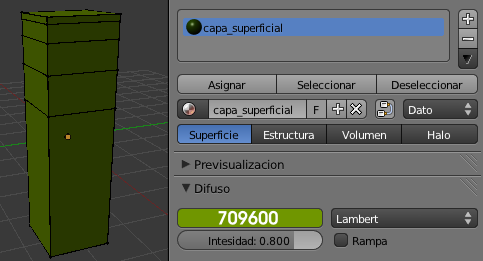 capa_superficial
Asignar Seleccionar Deseleccionar
capa_superficial F Dato
Superficie Estructura Volumen Halo
Previsualizacion
Difuso
709600 Lambert
Intesidad: 0.800 Rampa